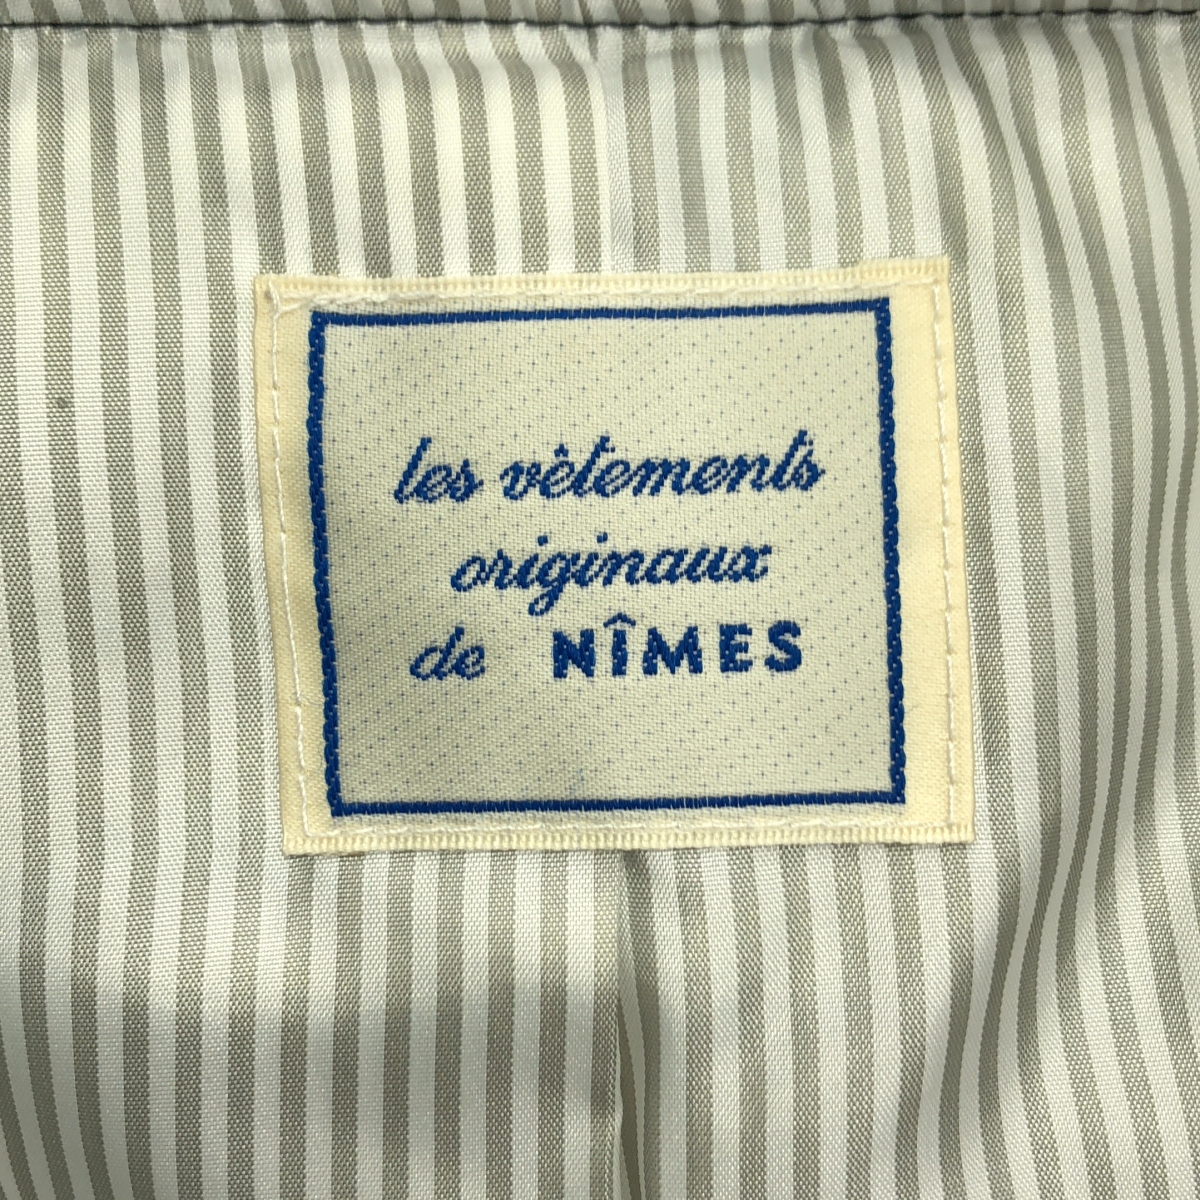 les vêtements
originaux
de NÎMES